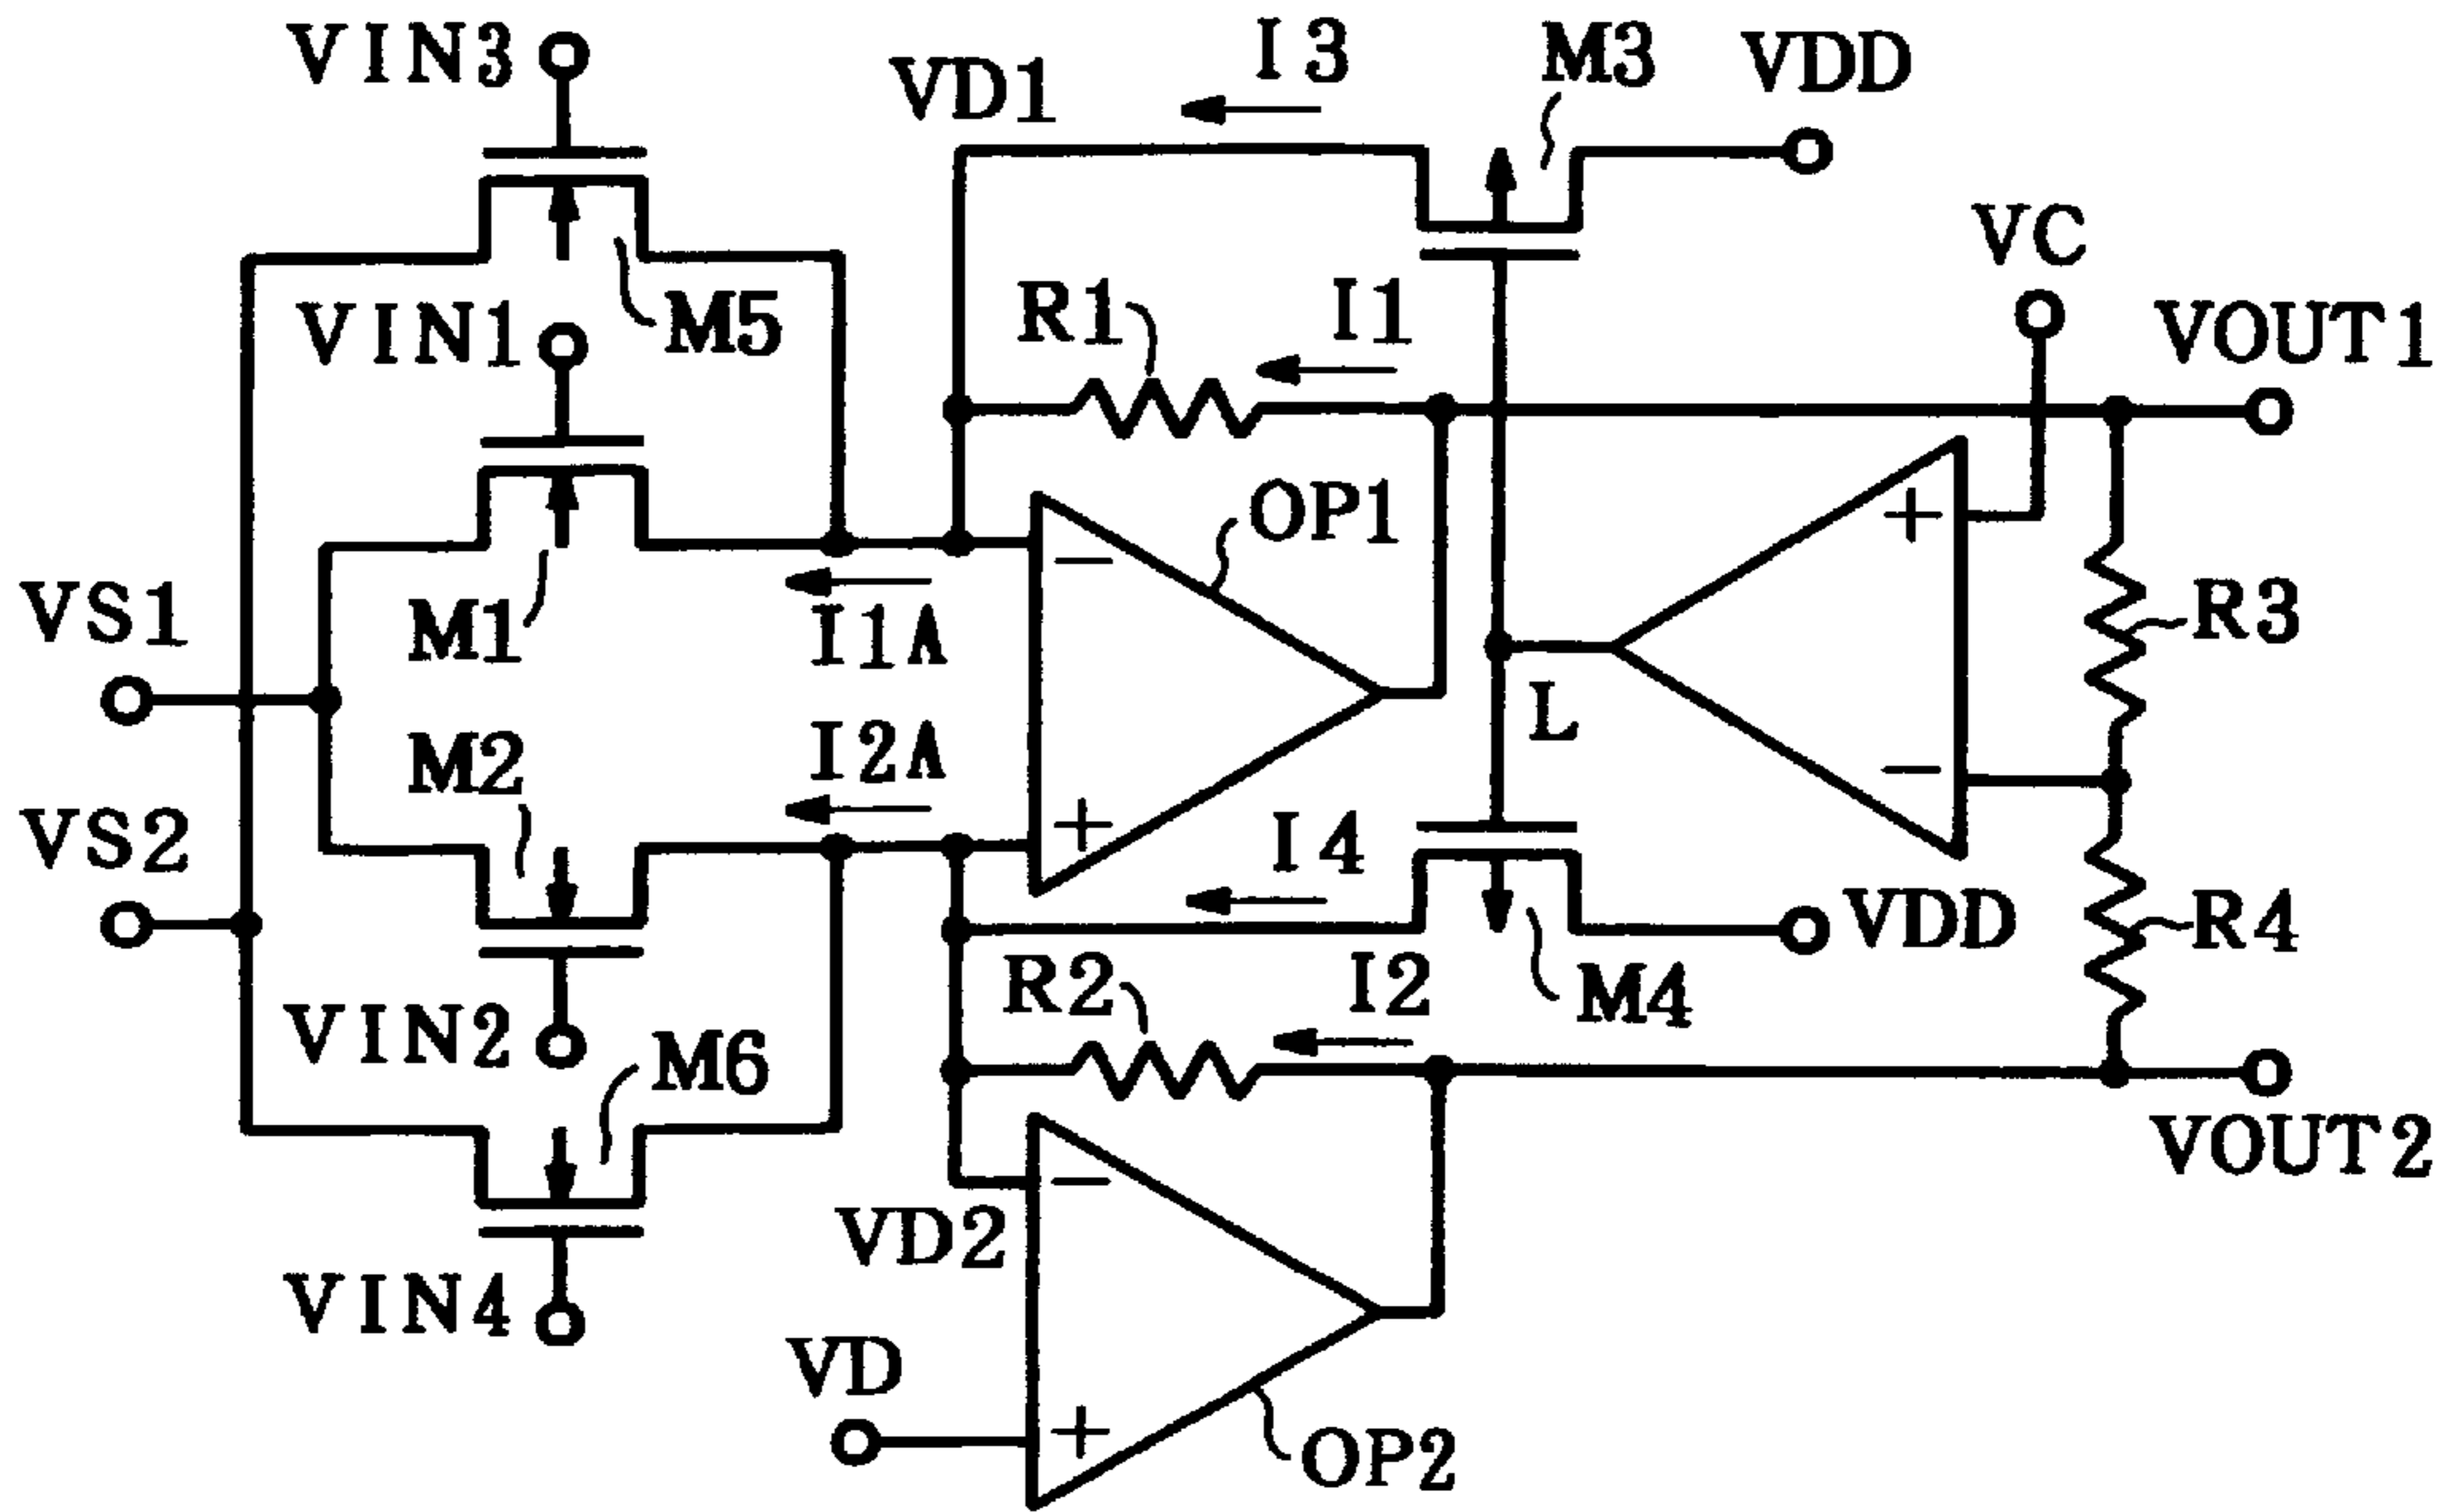 VIN3
VD1
I3
M3
VDD
VC
VIN1
M5
R1
I1
VOUT1
OP1
−
+
VS1
M1
I1A
R3
M2
I2A
L
VS2
+
−
I4
VDD
R4
VIN2
M6
R2
I2
M4
VOUT2
−
VD2
VIN4
VD
+
OP2